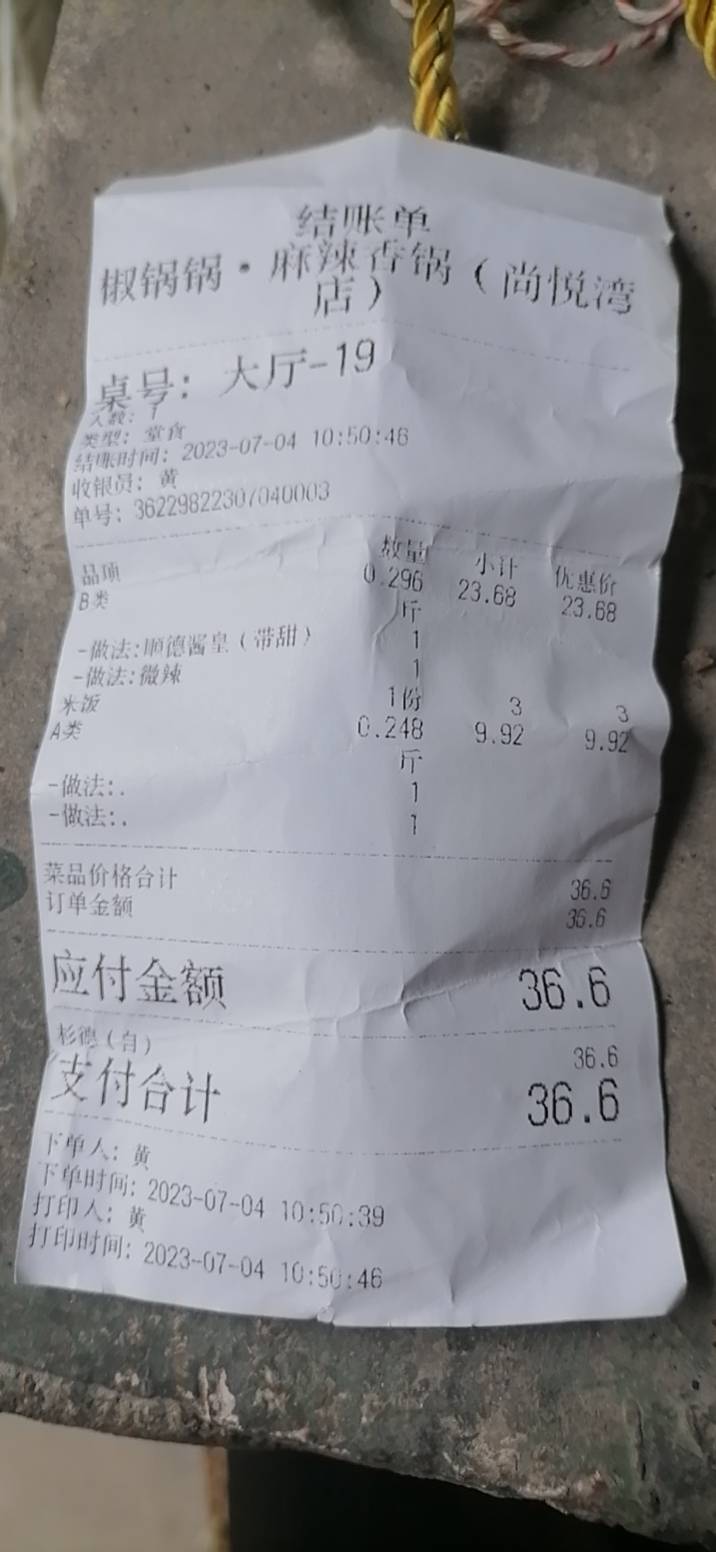 结账单
椒锅锅·麻辣香锅（尚悦湾
店）
桌号：大厅-19
人数：1
类型：堂食
结账时间：2023-07-04 10:50:46
收银员：黄
单号：36229822307040003
品项 数量 小计 优惠价
B类 0.296 23.68 23.68
斤
-做法:顺德酱皇（带甜） 1
-做法:微辣 1
米饭 1份 3 3
A类 0.248 9.92 9.92
斤
-做法:. 1
-做法:. 1
菜品价格合计 36.6
订单金额 36.6
应付金额 36.6
杉德（自） 36.6
支付合计 36.6
下单人：黄
下单时间：2023-07-04 10:50:39
打印人：黄
打印时间：2023-07-04 10:50:46